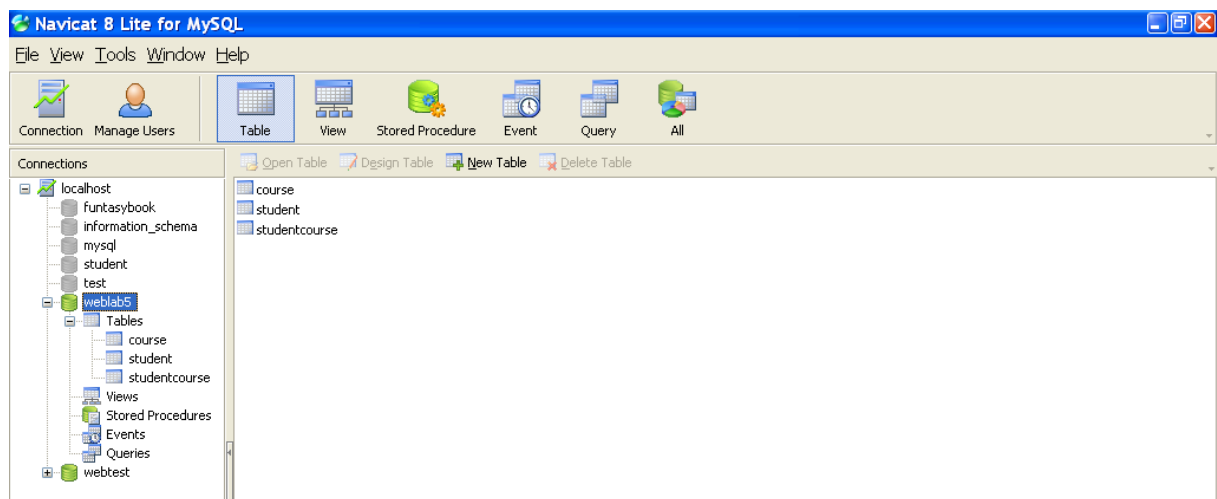 Navicat 8 Lite for MySQL
File View Tools Window Help
Connection Manage Users Table View Stored Procedure Event Query All
Connections Open Table Design Table New Table Delete Table
localhost
funtasybook
information_schema
mysql
student
test
weblab5
Tables
course
student
studentcourse
Views
Stored Procedures
Events
Queries
webtest
course
student
studentcourse